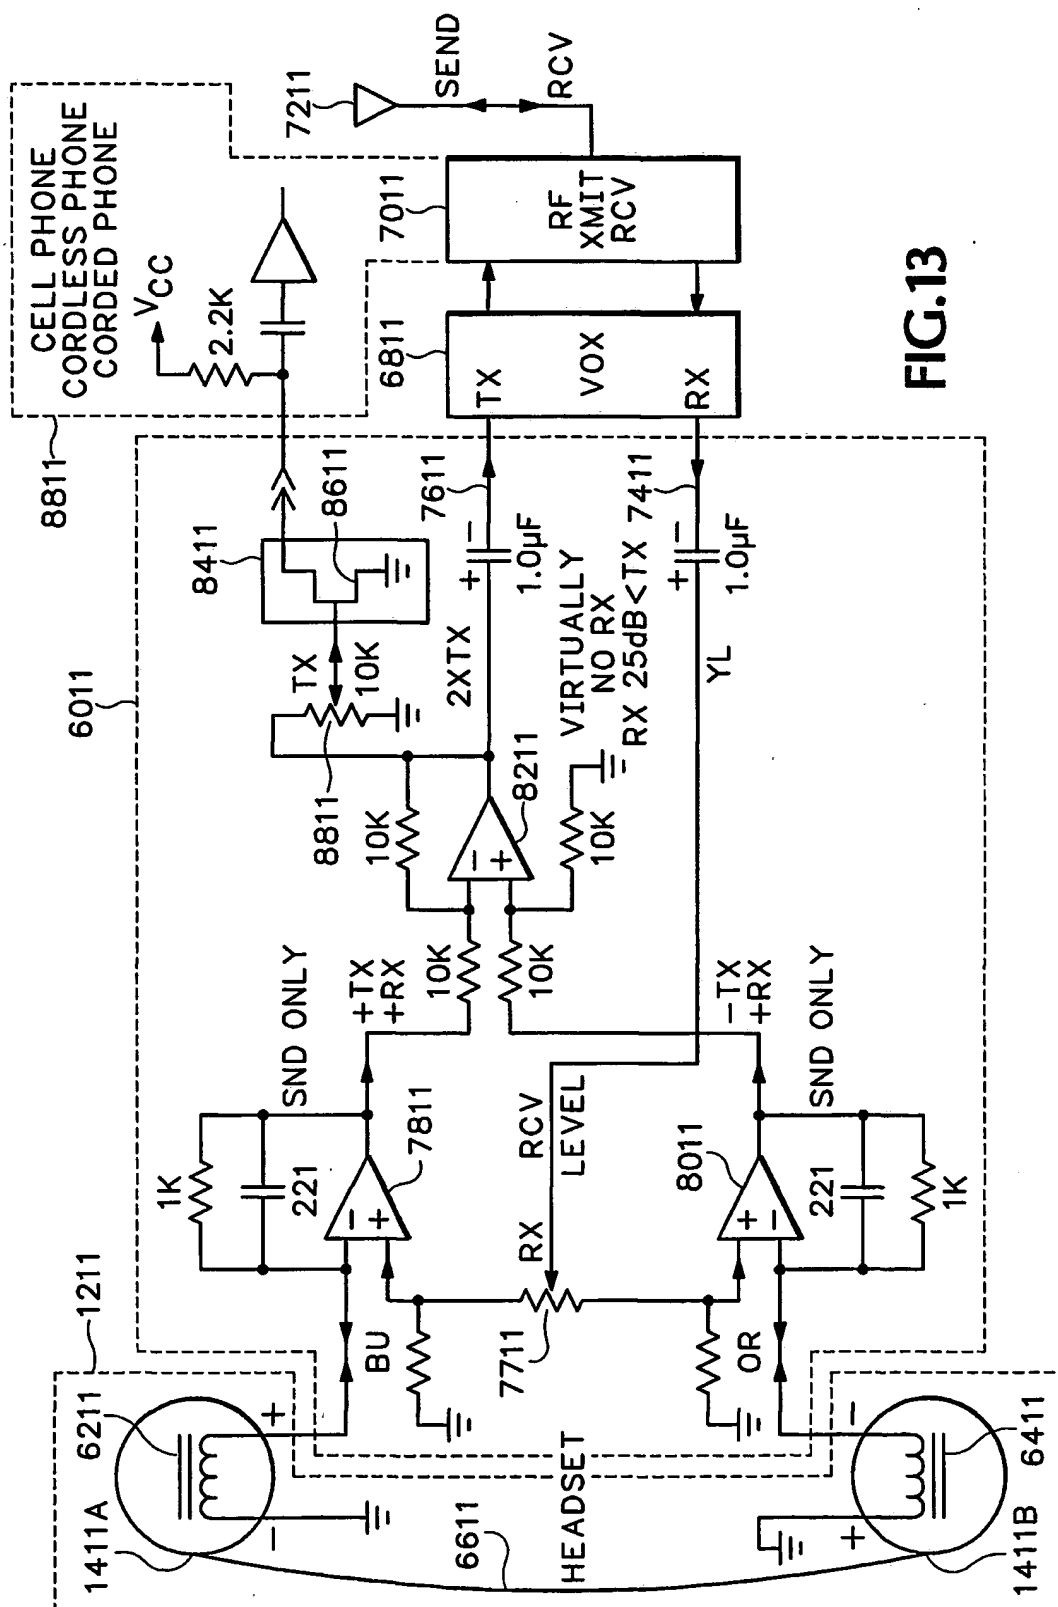 CELL PHONE
CORDLESS PHONE
CORDED PHONE
8811
VCC
2.2K
7211
SEND
RCV
7011
RF
XMIT
RCV
6811
TX
VOX
RX
6011
8411
8611
TX
10K
8811
7611
+
−
1.0µF
2XTX
10K
−
+
8211
10K
VIRTUALLY
NO RX
RX 25dB<TX
7411
+
−
1.0µF
YL
SND ONLY
+TX
+RX
10K
10K
−TX
+RX
SND ONLY
1K
221
−
+
7811
RCV
LEVEL
RX
8011
+
−
221
1K
1211
BU
7711
OR
6211
+
−
1411A
6611
HEADSET
−
+
6411
1411B
FIG.13